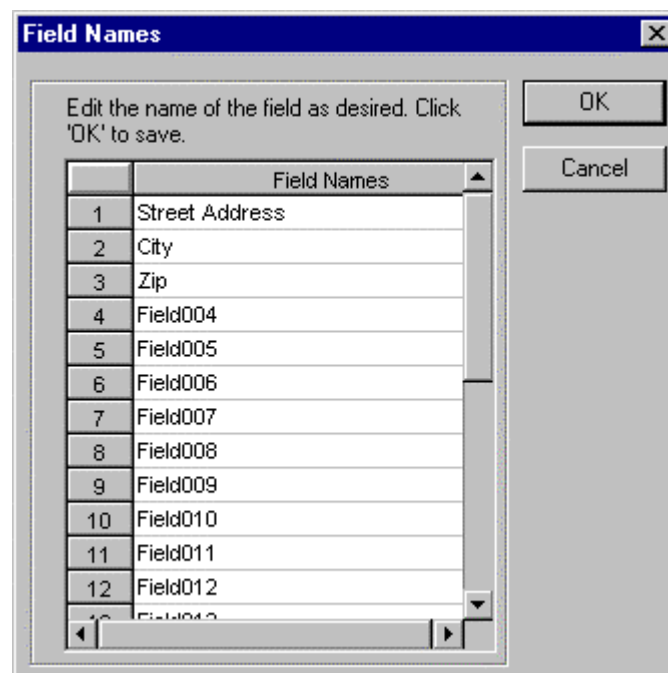 Field Names
Edit the name of the field as desired. Click
'OK' to save.
OK
Cancel
Field Names
1 Street Address
2 City
3 Zip
4 Field004
5 Field005
6 Field006
7 Field007
8 Field008
9 Field009
10 Field010
11 Field011
12 Field012